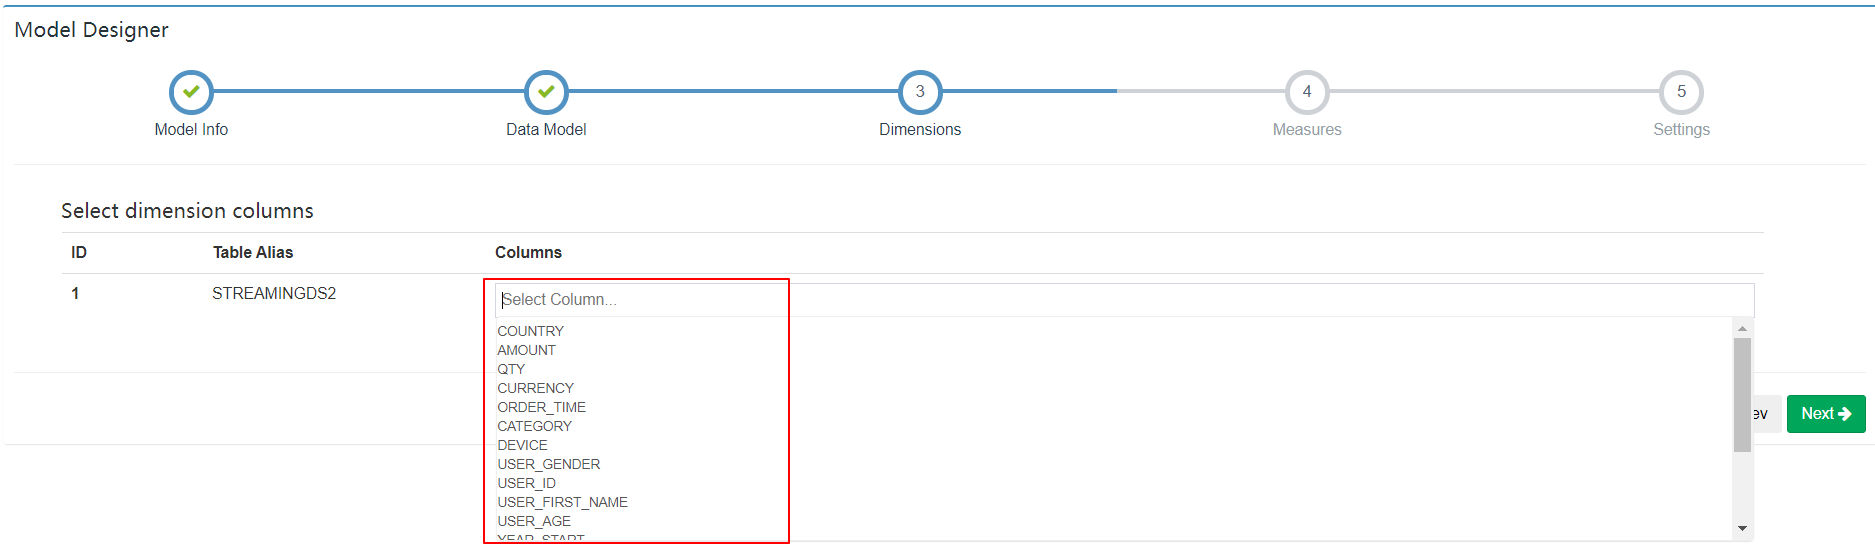 Model Designer
3
4
5
Model Info
Data Model
Dimensions
Measures
Settings
Select dimension columns
ID
Table Alias
Columns
1
STREAMINGDS2
Select Column...
COUNTRY
AMOUNT
QTY
CURRENCY
ORDER_TIME
CATEGORY
DEVICE
USER_GENDER
USER_ID
USER_FIRST_NAME
USER_AGE
YEAR_START
ev
Next